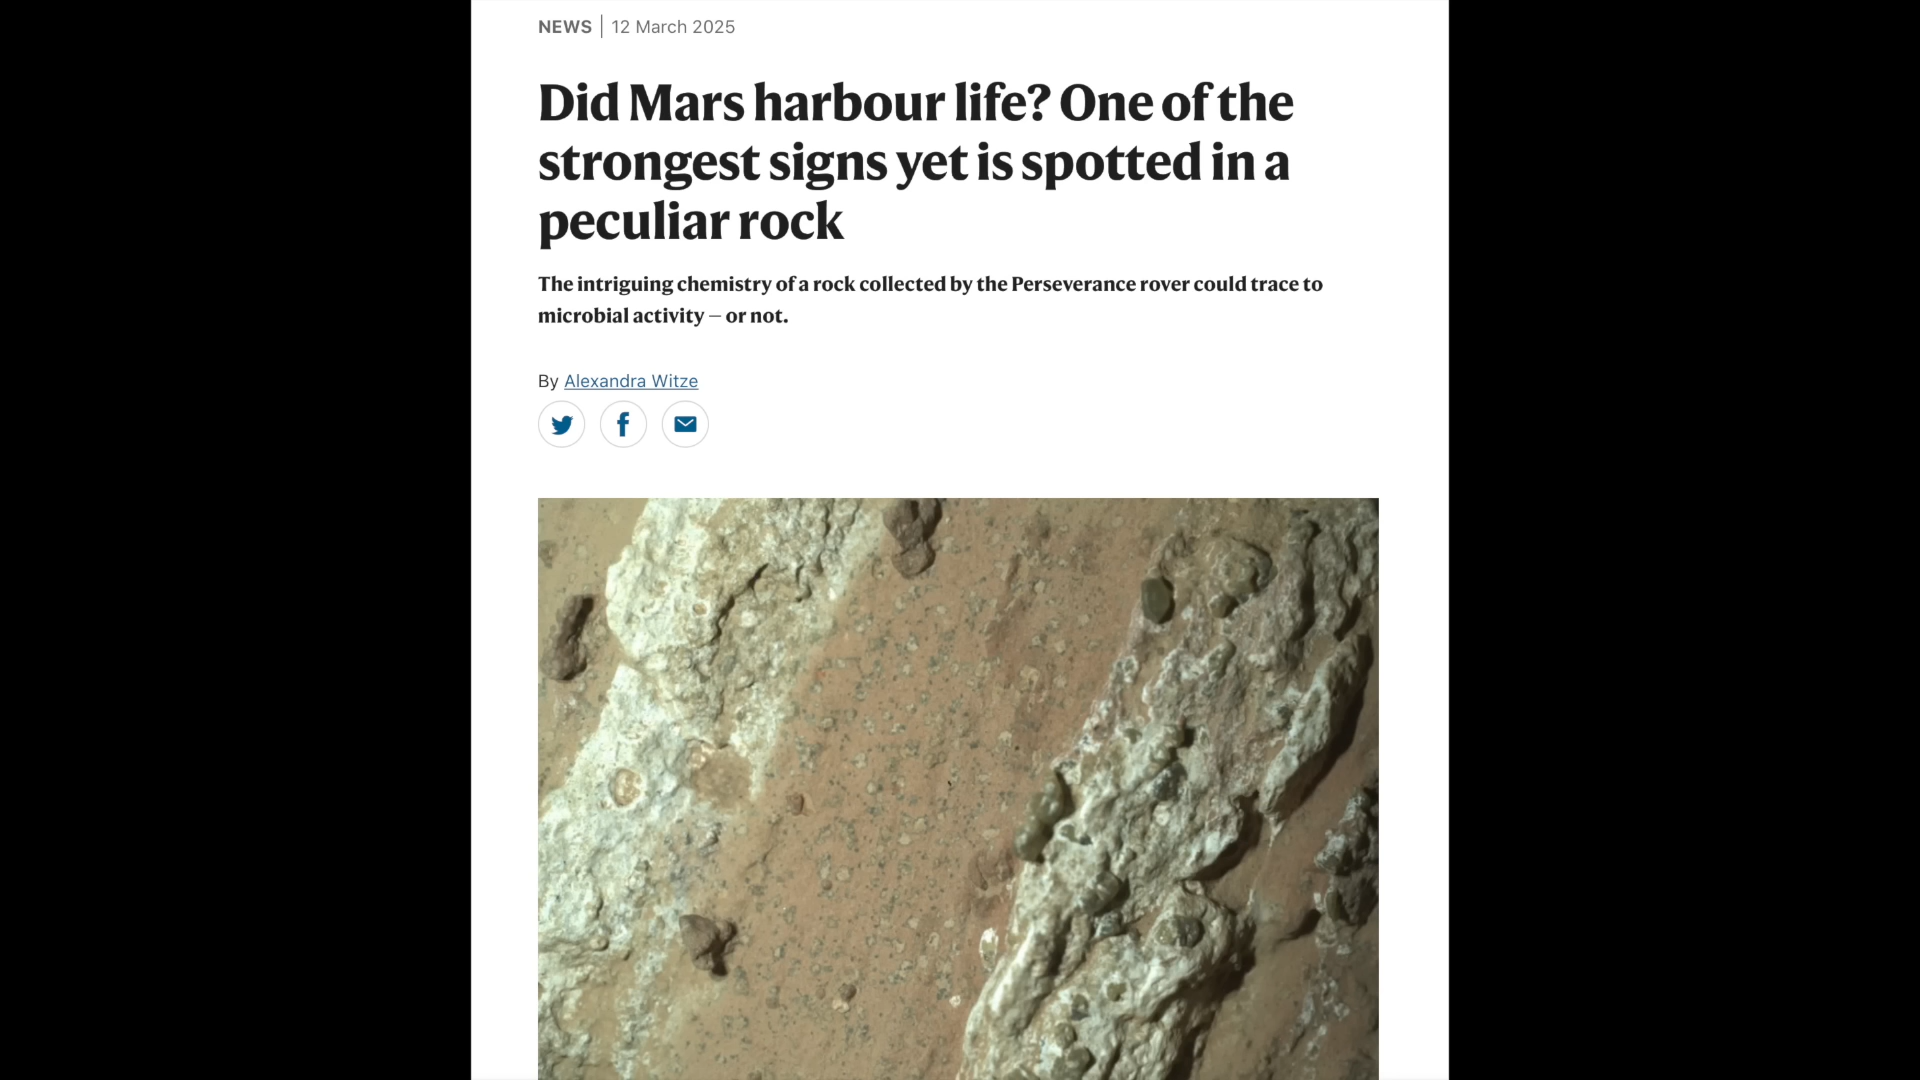 NEWS | 12 March 2025
Did Mars harbour life? One of the
strongest signs yet is spotted in a
peculiar rock
The intriguing chemistry of a rock collected by the Perseverance rover could trace to
microbial activity — or not.
By Alexandra Witze